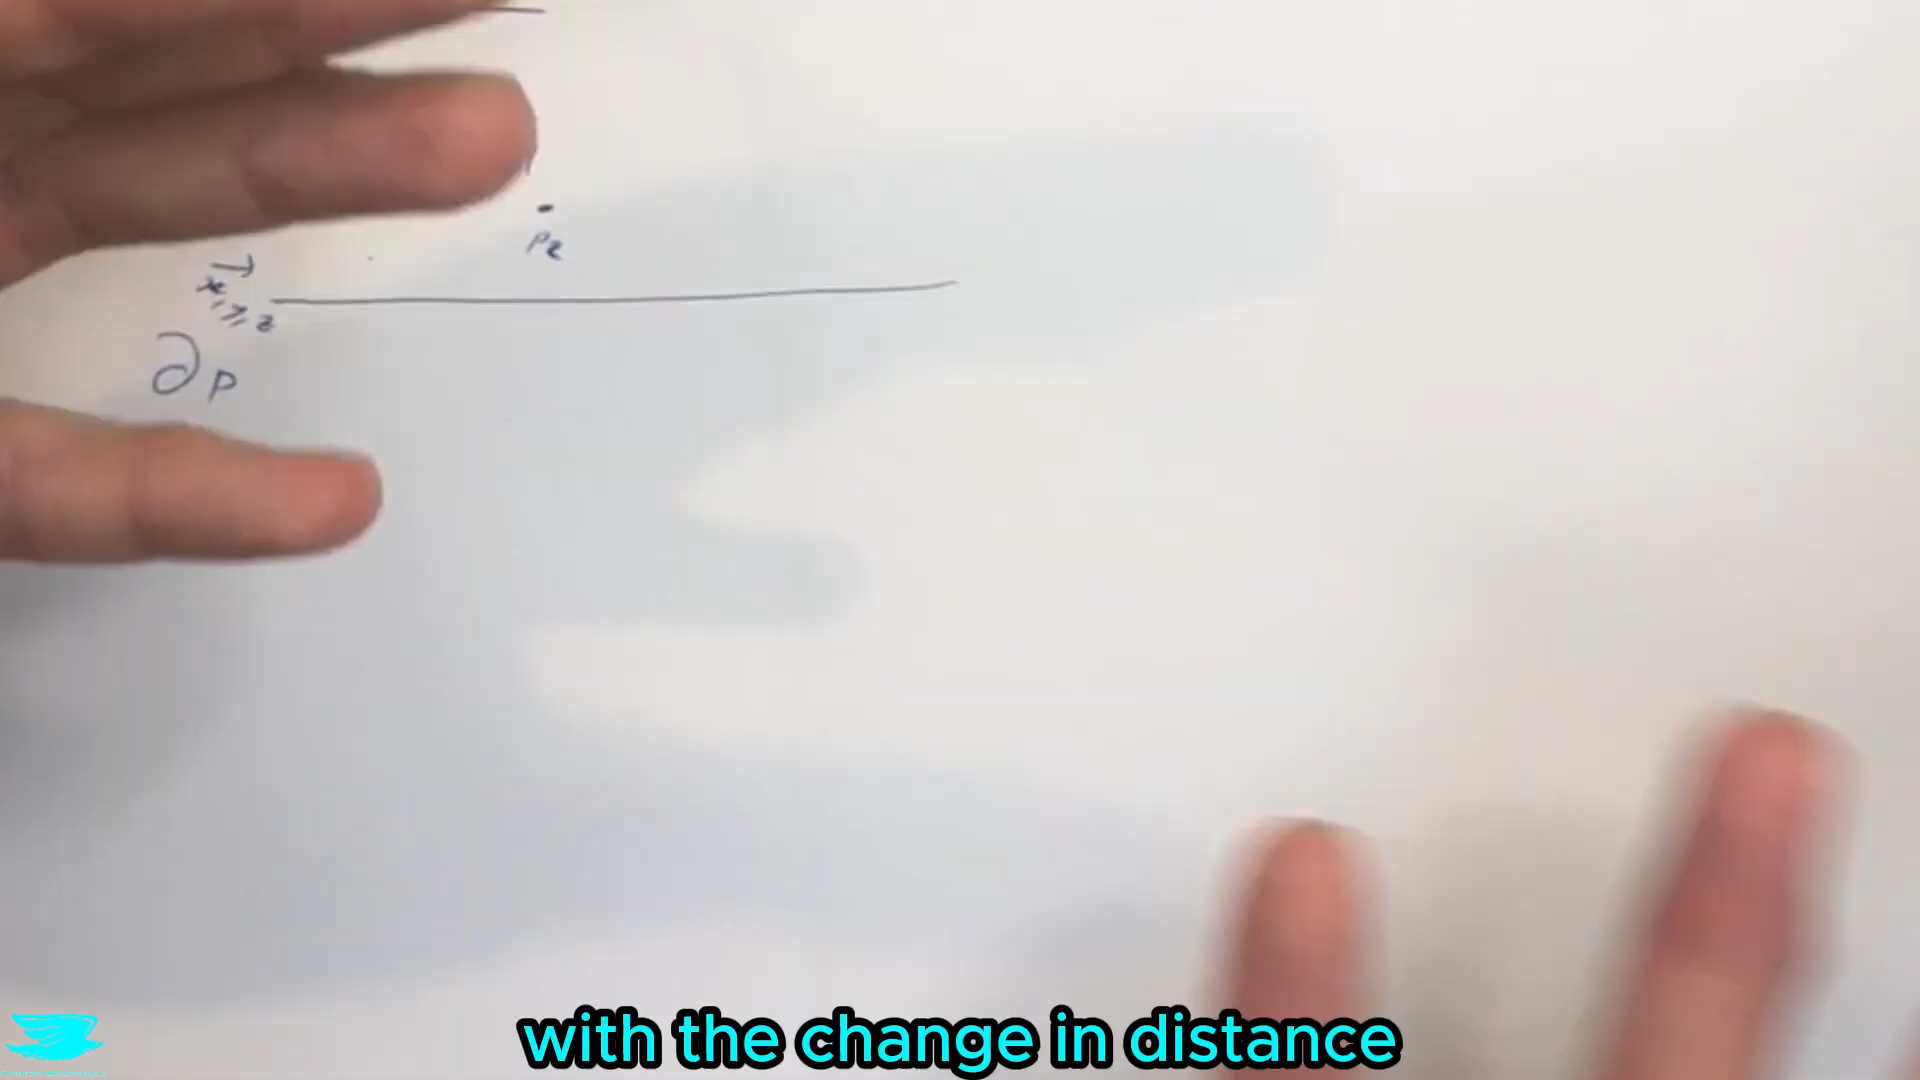 P2
→
x, y, z
∂P
with the change in distance